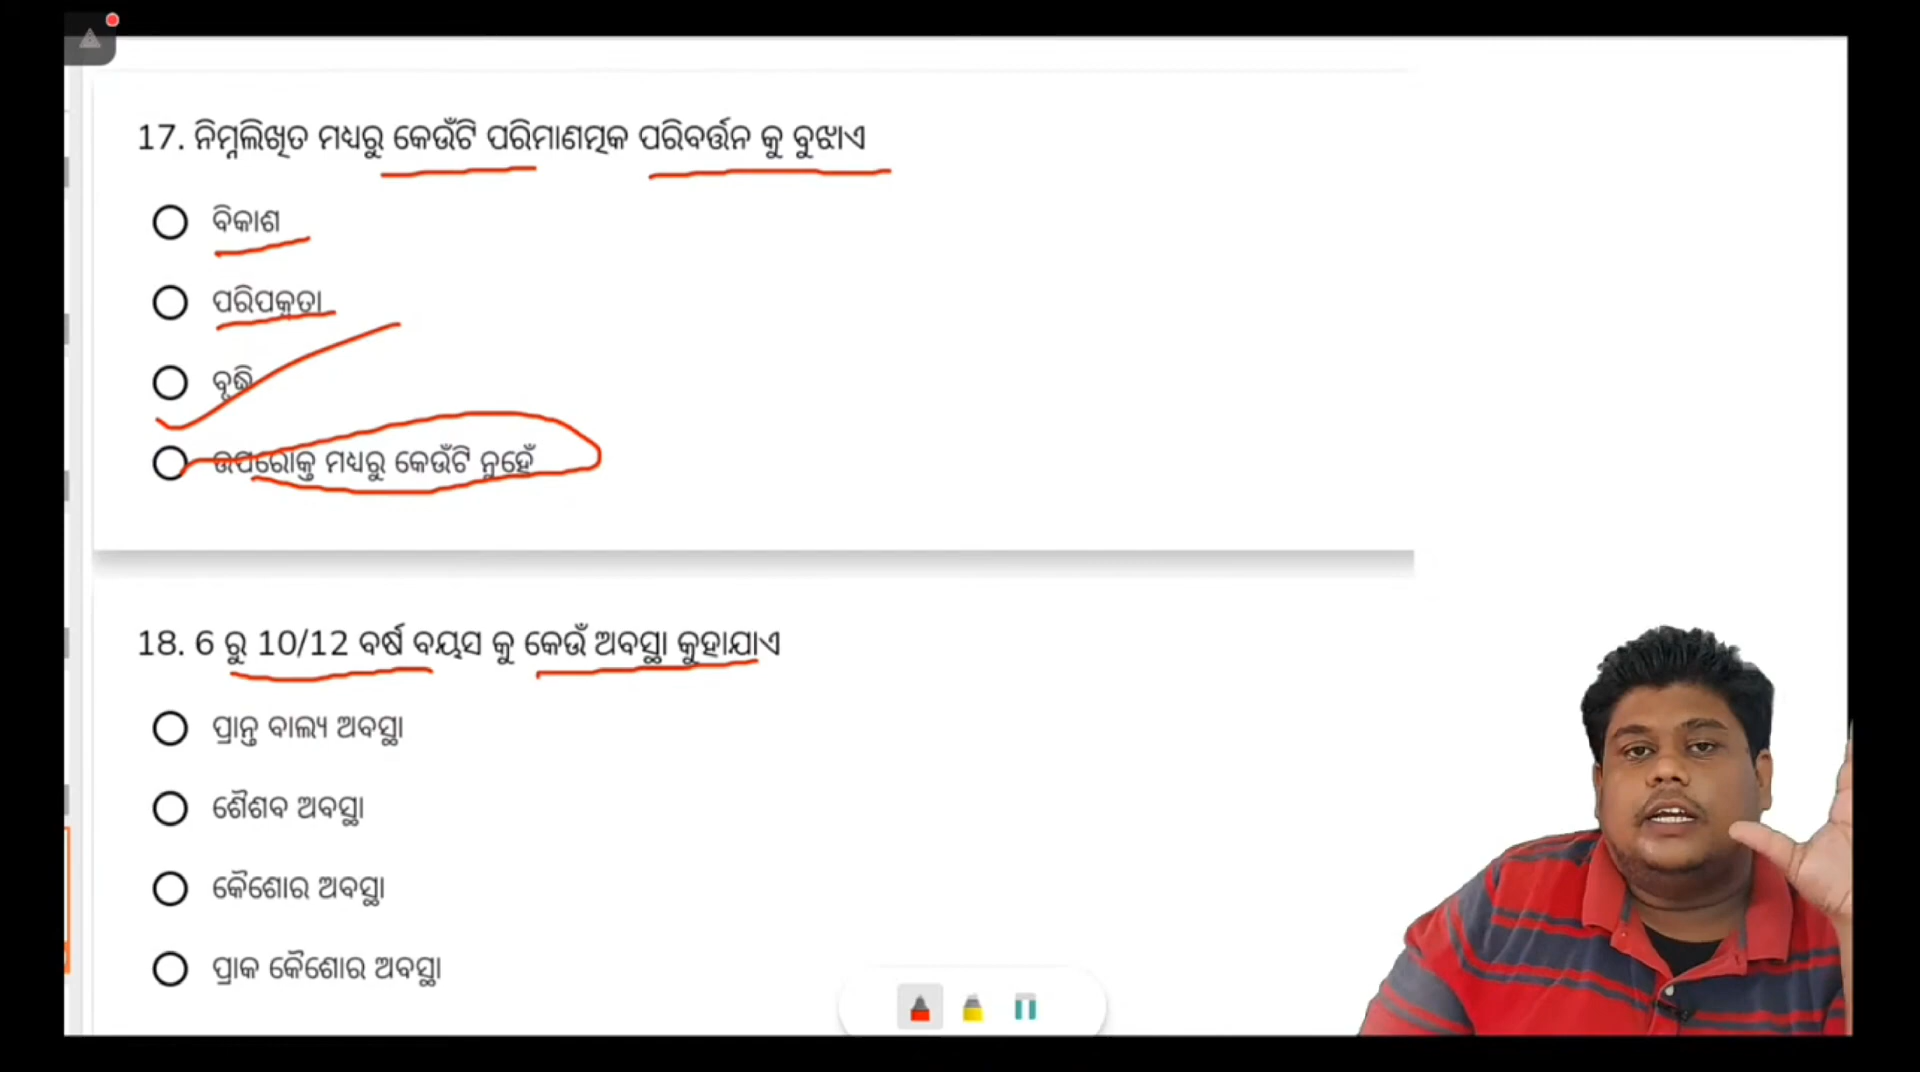 17. ନିମ୍ନଲିଖିତ ମଧ୍ୟରୁ କେଉଁଟି ପରିମାଣତ୍ମକ ପରିବର୍ତ୍ତନ କୁ ବୁଝାଏ
ବିକାଶ
ପରିପକ୍ୱତା
ବୃଦ୍ଧି
ଉପରୋକ୍ତ ମଧ୍ୟରୁ କେଉଁଟି ନୁହେଁ
18. 6 ରୁ 10/12 ବର୍ଷ ବୟସ କୁ କେଉଁ ଅବସ୍ଥା କୁହାଯାଏ
ପ୍ରାନ୍ତ ବାଲ୍ୟ ଅବସ୍ଥା
ଶୈଶବ ଅବସ୍ଥା
କୈଶୋର ଅବସ୍ଥା
ପ୍ରାକ କୈଶୋର ଅବସ୍ଥା